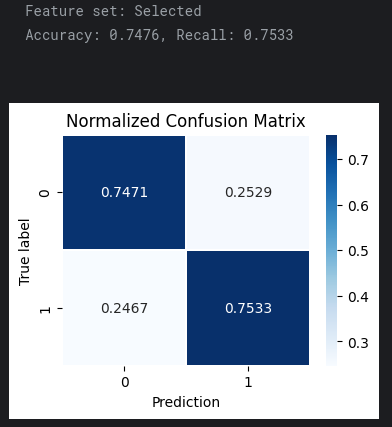 Feature set: Selected
Accuracy: 0.7476, Recall: 0.7533
Normalized Confusion Matrix
0.7471 0.2529
0.2467 0.7533
0
1
True label
0 1
Prediction
0.7
0.6
0.5
0.4
0.3